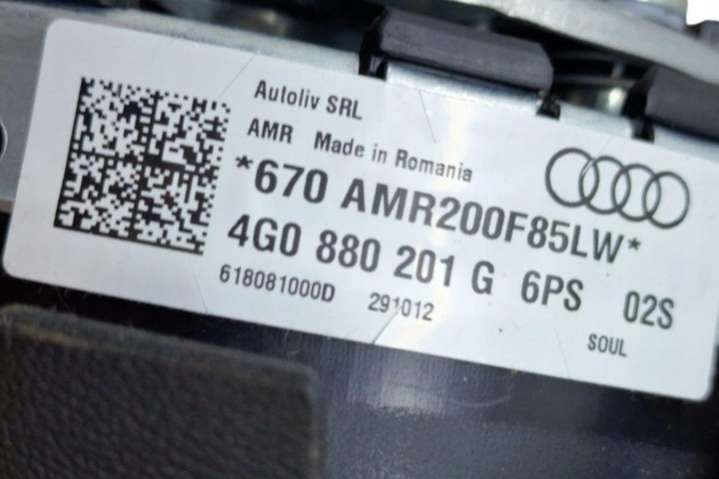 Autoliv SRL
AMR Made in Romania
*670 AMR200F85LW*
4G0 880 201 G 6PS 02S
618081000D 291012
SOUL